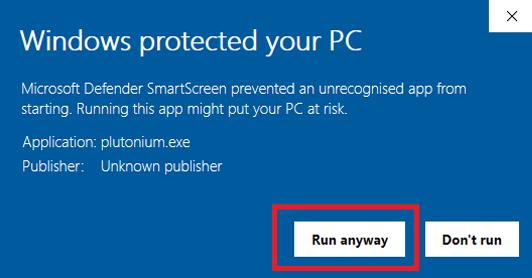 Windows protected your PC
Microsoft Defender SmartScreen prevented an unrecognised app from
starting. Running this app might put your PC at risk.
Application: plutonium.exe
Publisher: Unknown publisher
Run anyway Don't run